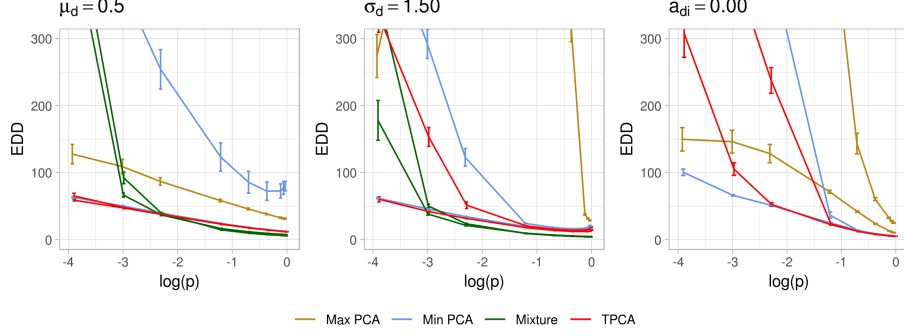 μd = 0.5
σd = 1.50
adi = 0.00
EDD
300
200
100
0
-4
-3
-2
-1
0
log(p)
EDD
300
200
100
0
-4
-3
-2
-1
0
log(p)
EDD
300
200
100
0
-4
-3
-2
-1
0
log(p)
Max PCA
Min PCA
Mixture
TPCA